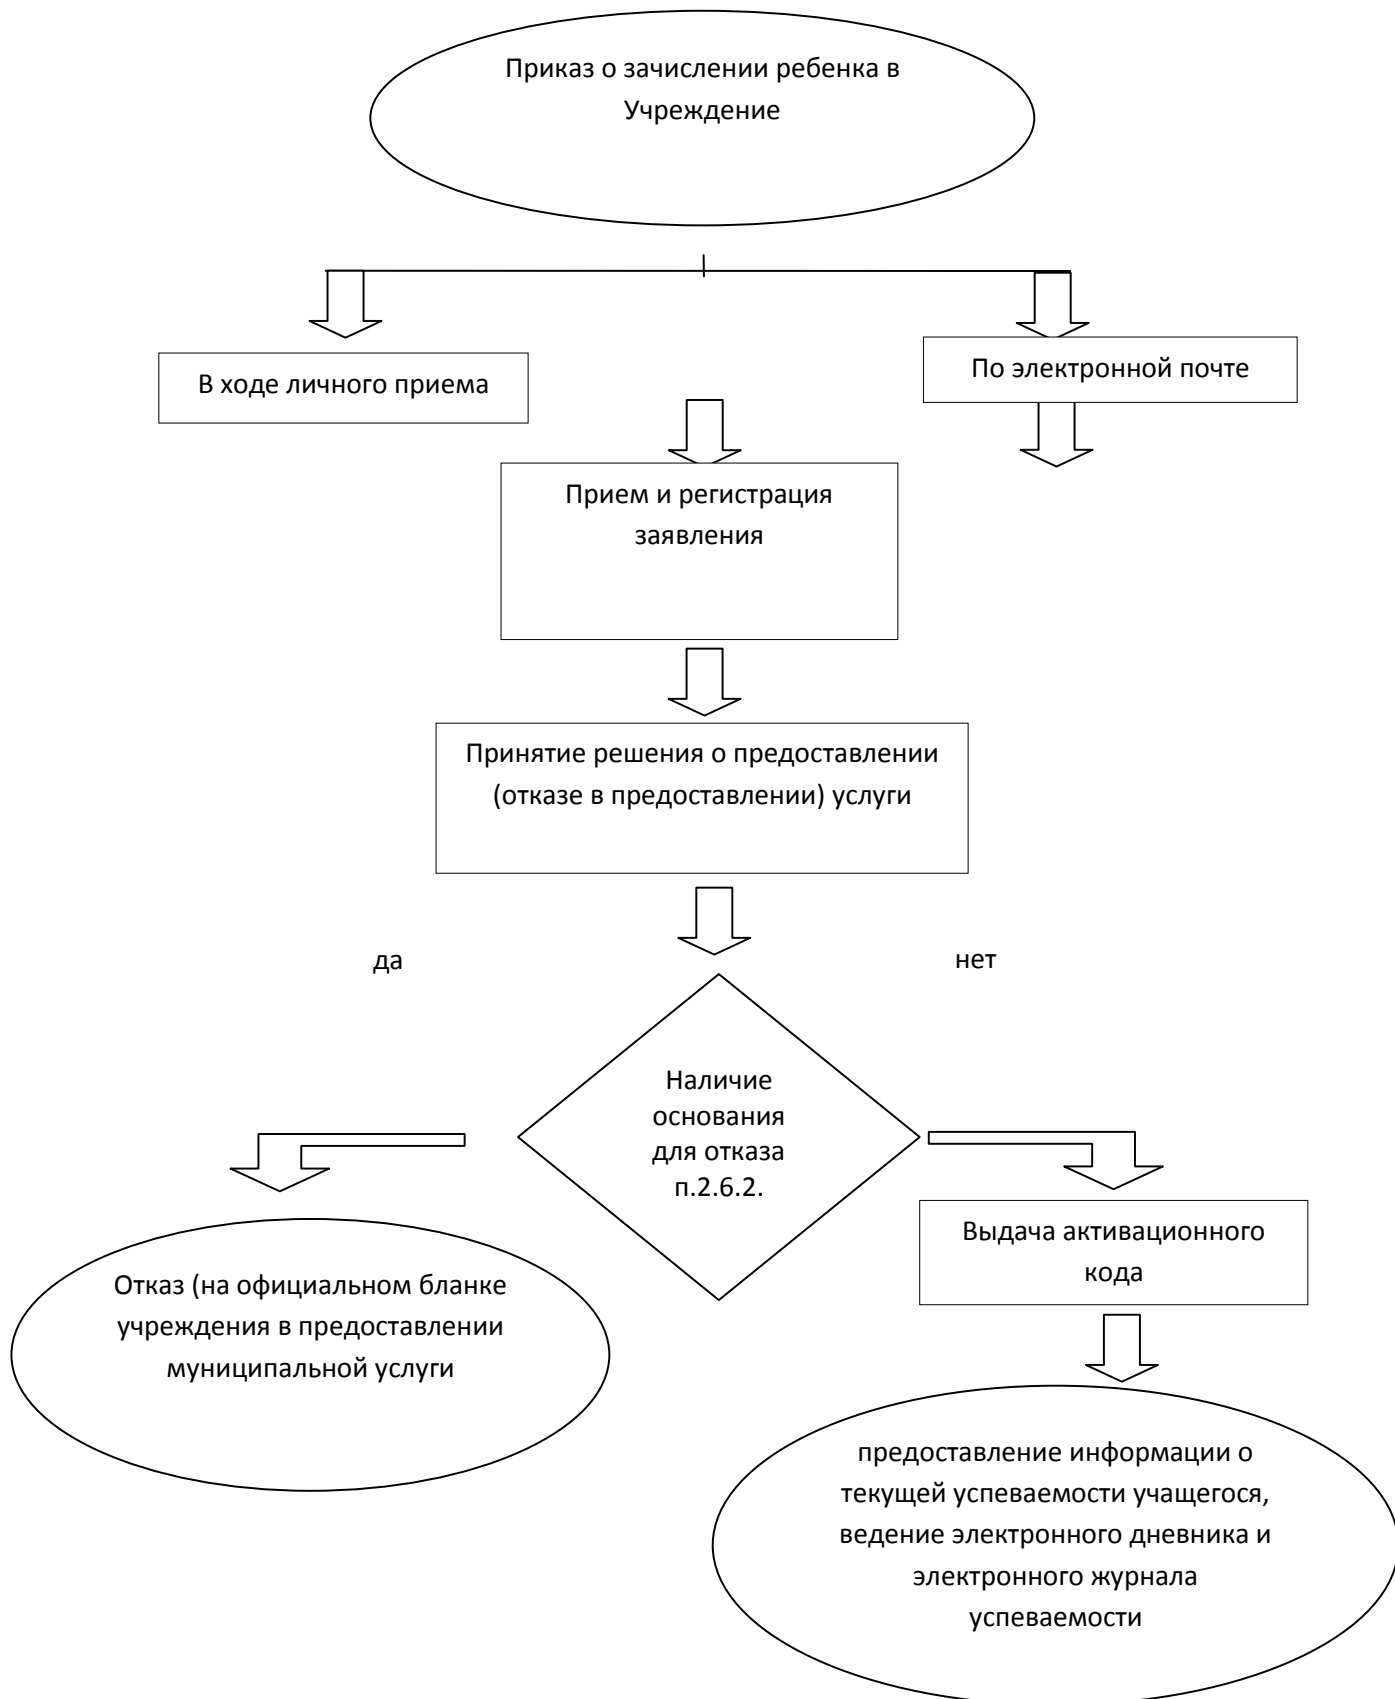 Приказ о зачислении ребенка в
Учреждение
В ходе личного приема
По электронной почте
Прием и регистрация
заявления
Принятие решения о предоставлении
(отказе в предоставлении) услуги
да
нет
Наличие
основания
для отказа
п.2.6.2.
Отказ (на официальном бланке
учреждения в предоставлении
муниципальной услуги
Выдача активационного
кода
предоставление информации о
текущей успеваемости учащегося,
ведение электронного дневника и
электронного журнала
успеваемости